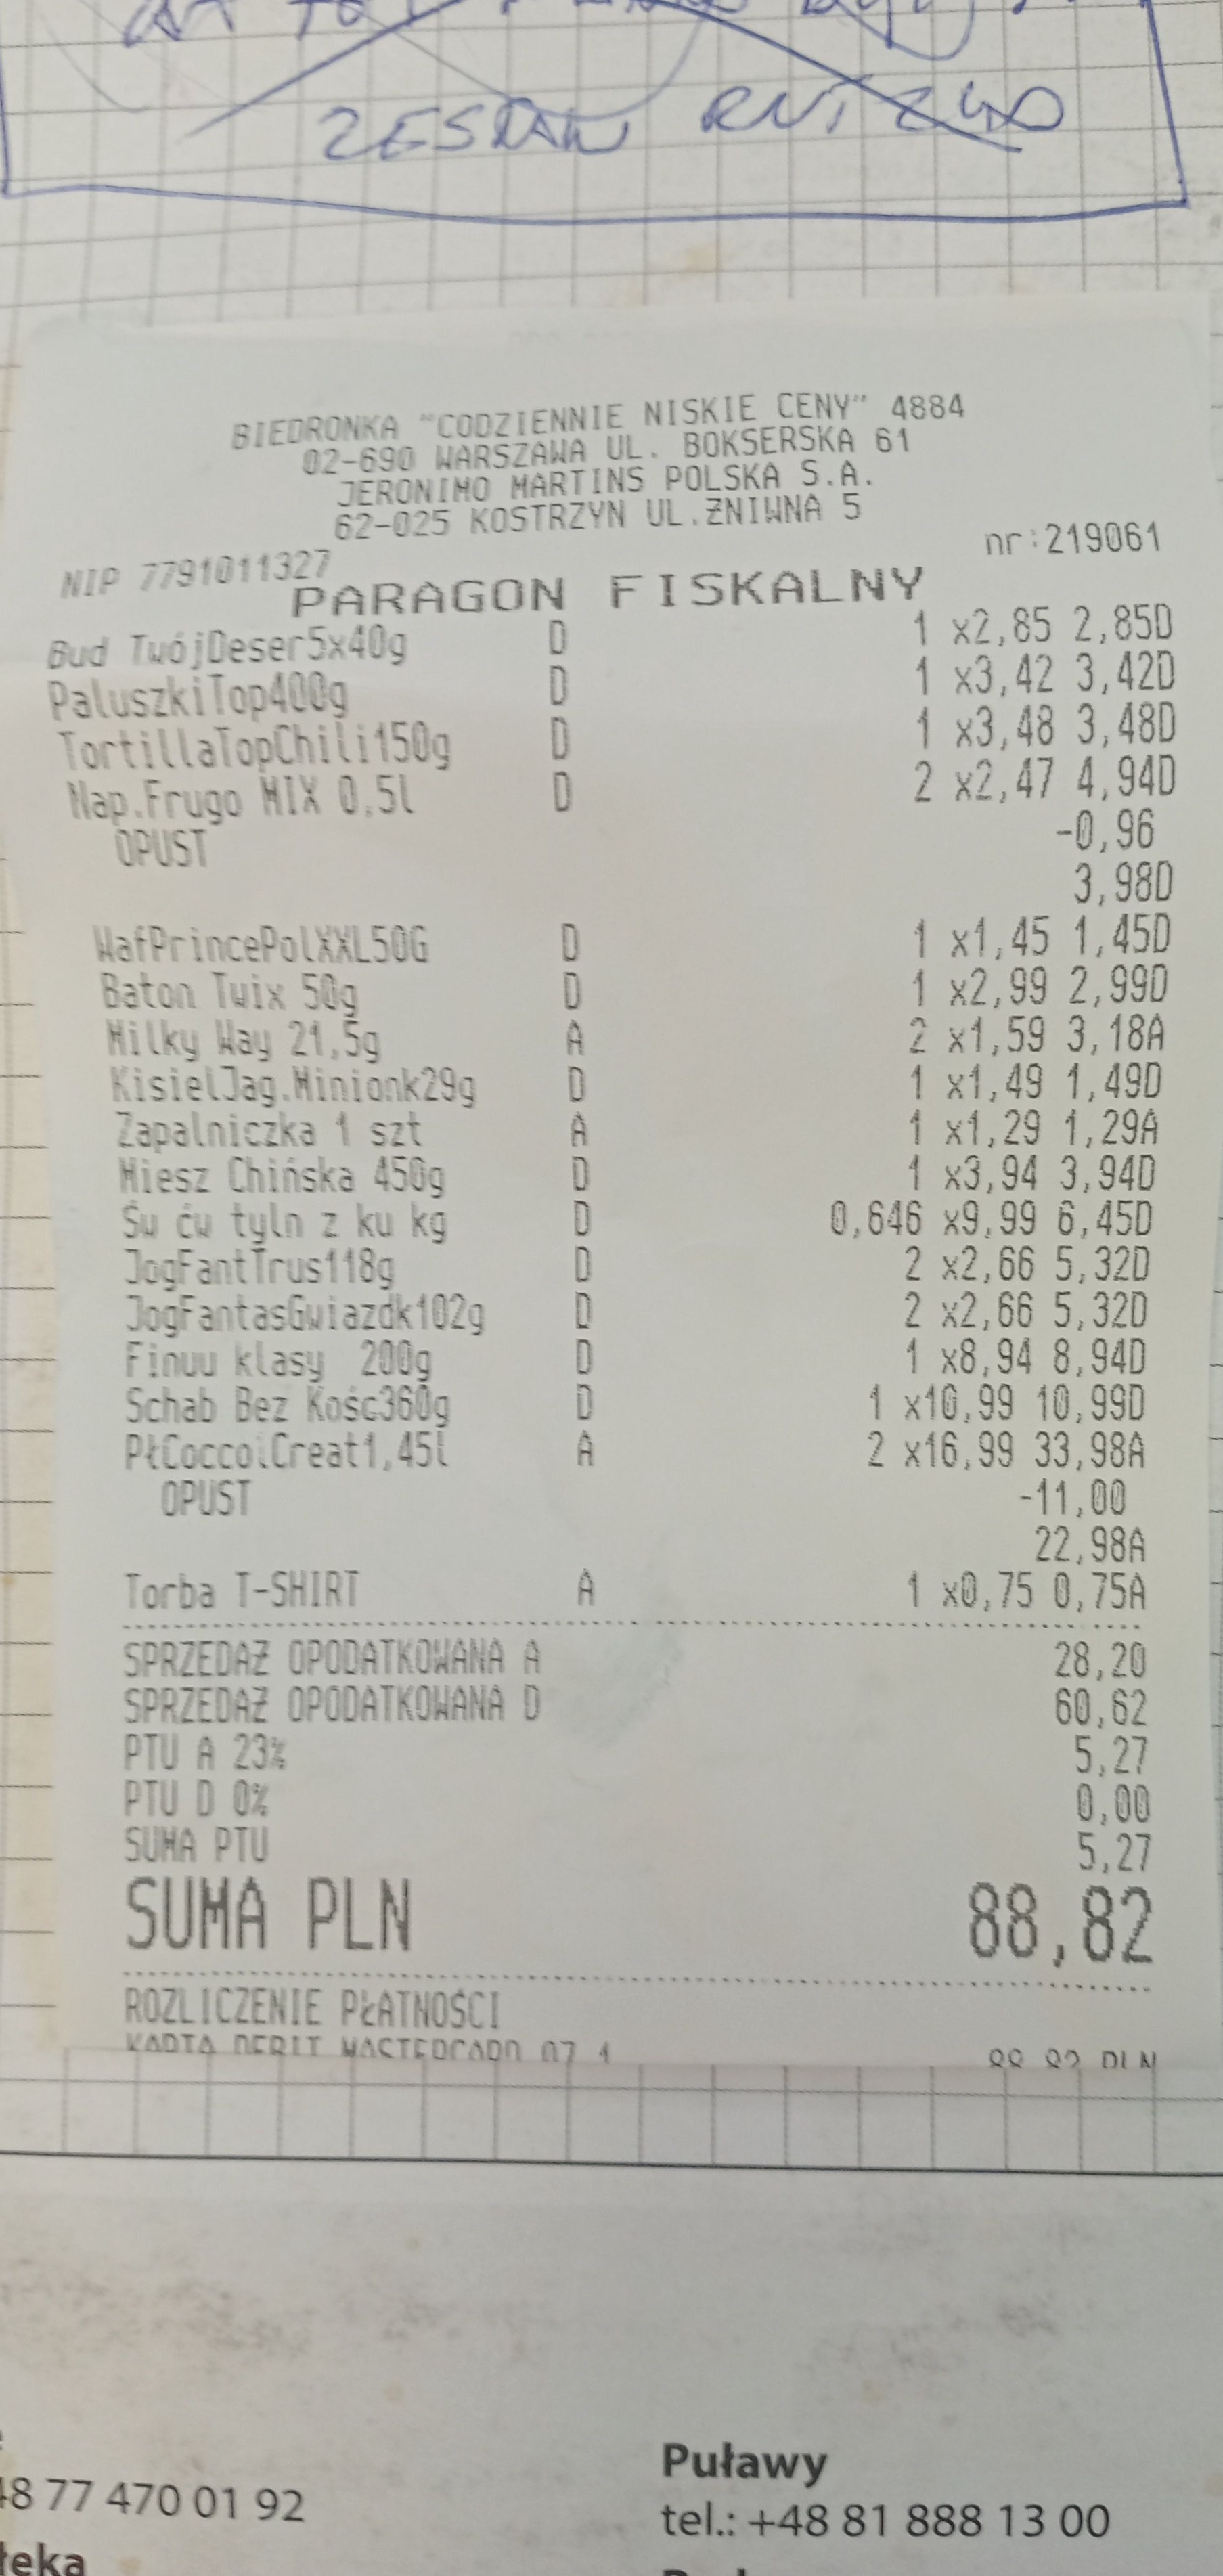 ZESTAW
BIEDRONKA "CODZIENNIE NISKIE CENY" 4884
02-690 WARSZAWA UL. BOKSERSKA 61
JERONIMO MARTINS POLSKA S.A.
62-025 KOSTRZYN UL.ŻNIWNA 5
NIP 7791011327 nr:219061
PARAGON FISKALNY
Bud TwójDeser5x40g D 1 x2,85 2,85D
PaluszkiTop400g D 1 x3,42 3,42D
TortillaTopChili150g D 1 x3,48 3,48D
Nap.Frugo MIX 0,5l D 2 x2,47 4,94D
OPUST -0,96
3,98D
WafPrincePolXXL50G D 1 x1,45 1,45D
Baton Twix 50g D 1 x2,99 2,99D
Milky Way 21,5g A 2 x1,59 3,18A
KisielJag.Minionk29g D 1 x1,49 1,49D
Zapalniczka 1 szt A 1 x1,29 1,29A
Miesz Chińska 450g D 1 x3,94 3,94D
Św ćw tyln z ku kg D 0,646 x9,99 6,45D
JogFantTrus118g D 2 x2,66 5,32D
JogFantasGwiazdk102g D 2 x2,66 5,32D
Finuu klasy 200g D 1 x8,94 8,94D
Schab Bez Kośc360g D 1 x10,99 10,99D
PłCoccolCreat1,45l A 2 x16,99 33,98A
OPUST -11,00
22,98A
Torba T-SHIRT A 1 x0,75 0,75A
SPRZEDAŻ OPODATKOWANA A 28,20
SPRZEDAŻ OPODATKOWANA D 60,62
PTU A 23% 5,27
PTU D 0% 0,00
SUMA PTU 5,27
SUMA PLN 88,82
ROZLICZENIE PŁATNOŚCI
KARTA DEBIT MASTERCARD 88,82 PLN
48 77 470 01 92
Puławy
tel.: +48 81 888 13 00